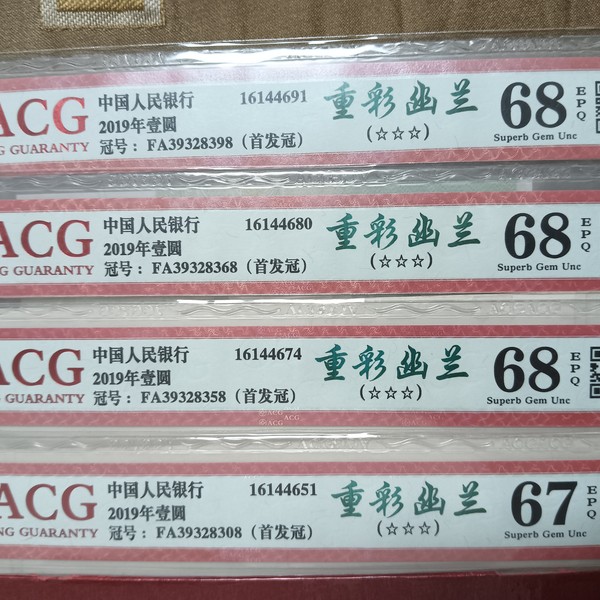 ACG 中国人民银行 16144691 重彩幽兰 68 EPQ
NG GUARANTY 2019年壹圆 (☆☆☆) Superb Gem Unc
冠号：FA39328398（首发冠）
ACG 中国人民银行 16144680 重彩幽兰 68 EPQ
NG GUARANTY 2019年壹圆 (☆☆☆) Superb Gem Unc
冠号：FA39328368（首发冠）
ACG 中国人民银行 16144674 重彩幽兰 68 EPQ
GUARANTY 2019年壹圆 (☆☆☆) Superb Gem Unc
冠号：FA39328358（首发冠）
ACG 中国人民银行 16144651 重彩幽兰 67 EPQ
NG GUARANTY 2019年壹圆 (☆☆☆) Superb Gem Unc
冠号：FA39328308（首发冠）